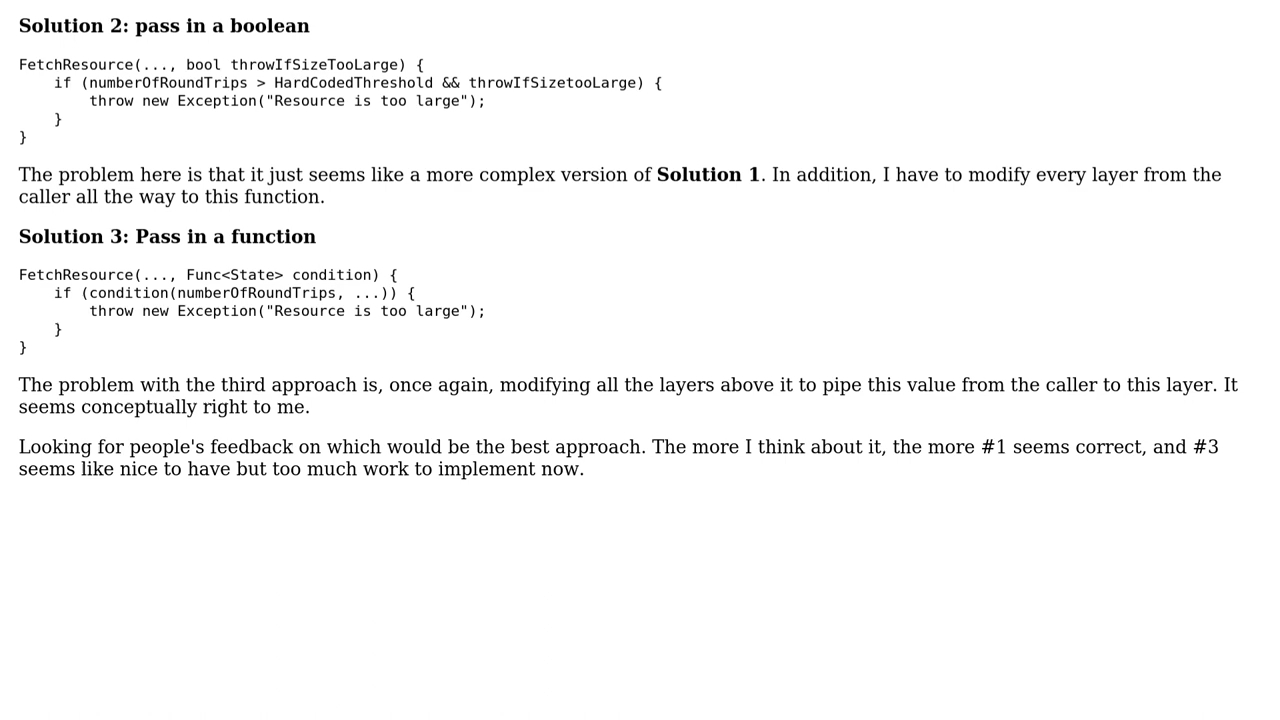 Solution 2: pass in a boolean
FetchResource(..., bool throwIfSizeTooLarge) {
    if (numberOfRoundTrips > HardCodedThreshold && throwIfSizetooLarge) {
        throw new Exception("Resource is too large");
    }
}
The problem here is that it just seems like a more complex version of Solution 1. In addition, I have to modify every layer from the
caller all the way to this function.
Solution 3: Pass in a function
FetchResource(..., Func<State> condition) {
    if (condition(numberOfRoundTrips, ...)) {
        throw new Exception("Resource is too large");
    }
}
The problem with the third approach is, once again, modifying all the layers above it to pipe this value from the caller to this layer. It
seems conceptually right to me.
Looking for people's feedback on which would be the best approach. The more I think about it, the more #1 seems correct, and #3
seems like nice to have but too much work to implement now.